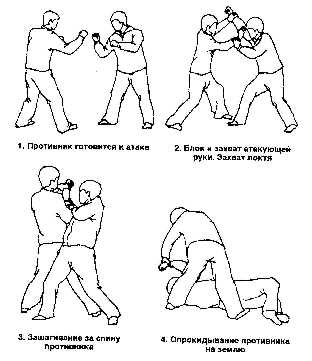 1. Противник готовится к атаке
2. Блок и захват атакующей
руки. Захват локтя
3. Зашагивание за спину
противника
4. Опрокидывание противника
на землю